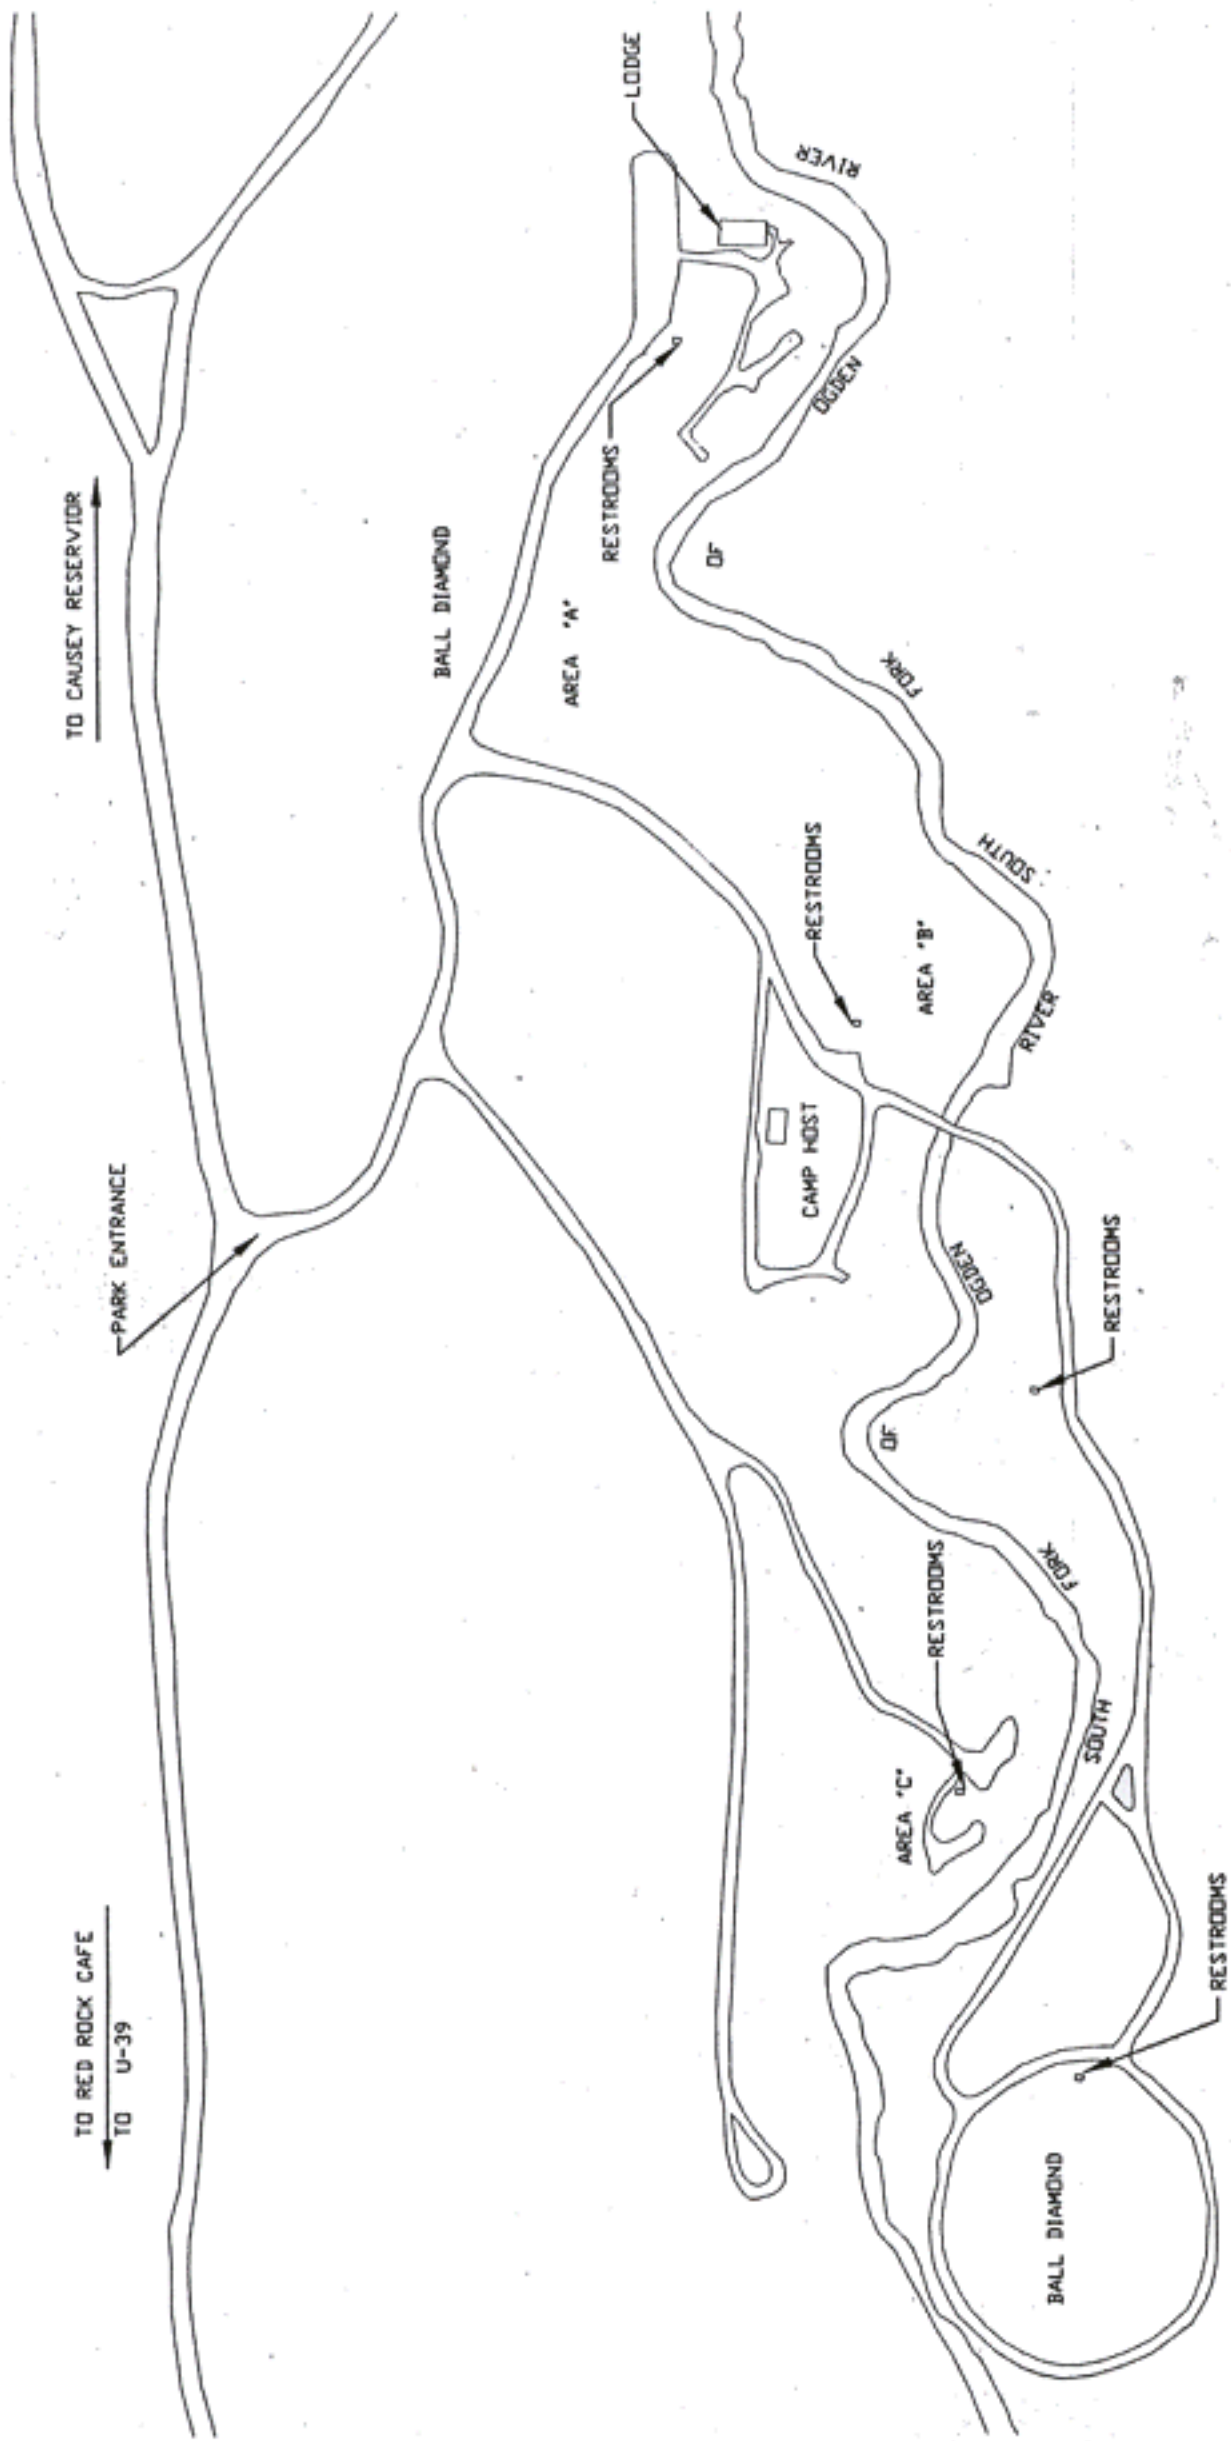 TO RED ROCK CAFE
TO U-39
PARK ENTRANCE
TO CAUSEY RESERVIOR
BALL DIAMOND
LODGE
RESTROOMS
AREA "A"
RIVER
OGDEN
OF
FORK
SOUTH
RIVER
RESTROOMS
AREA "B"
CAMP HOST
OGDEN
OF
FORK
SOUTH
RESTROOMS
RESTROOMS
AREA "C"
BALL DIAMOND
RESTROOMS